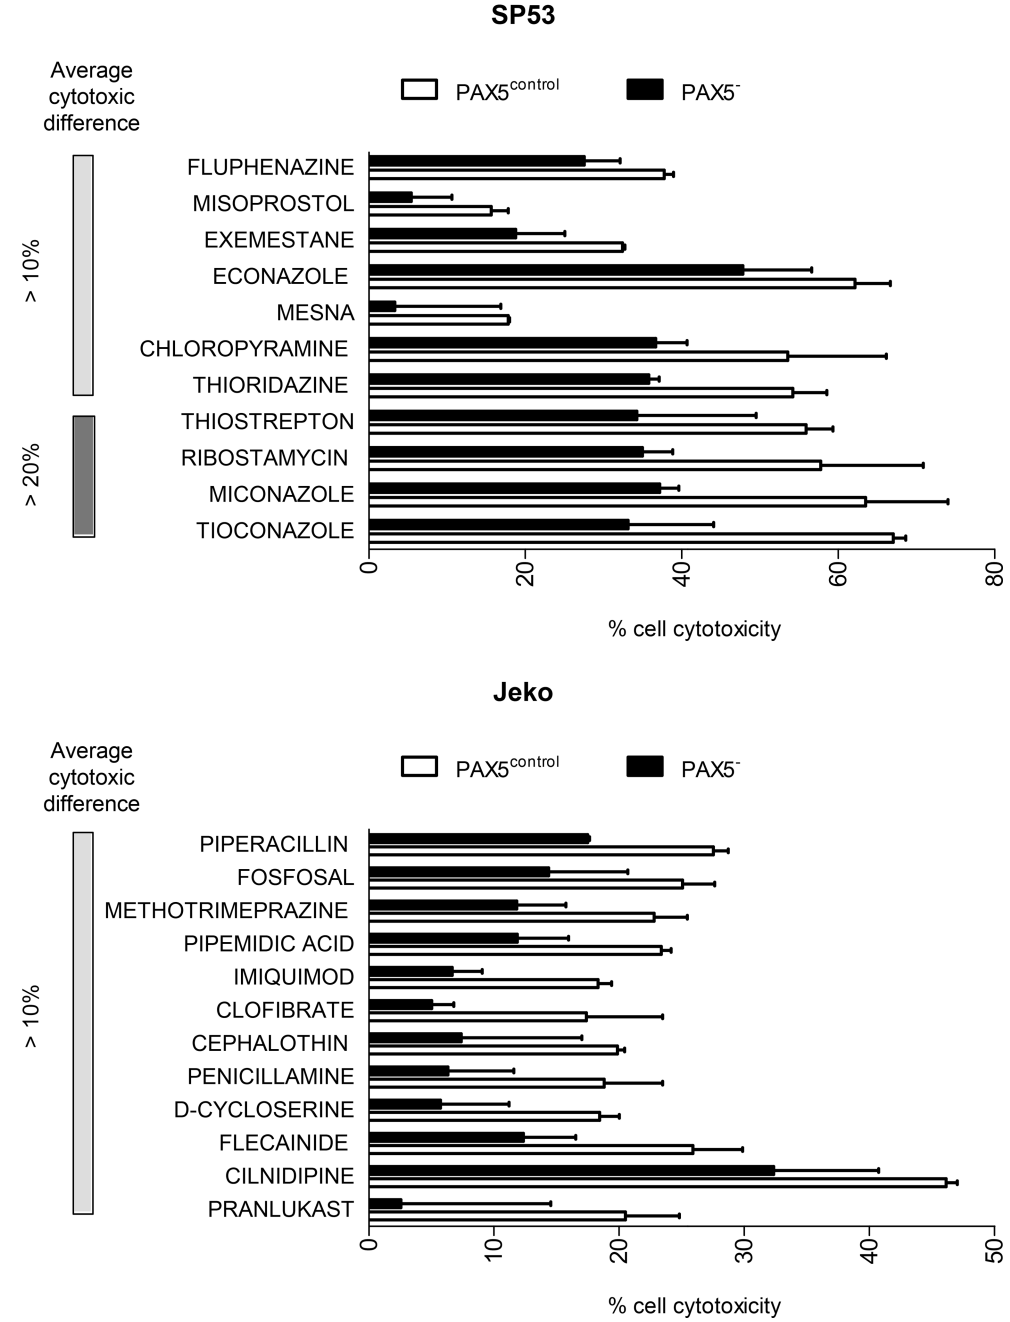 SP53
Average
cytotoxic
difference
PAX5control
PAX5-
> 10%
> 20%
FLUPHENAZINE
MISOPROSTOL
EXEMESTANE
ECONAZOLE
MESNA
CHLOROPYRAMINE
THIORIDAZINE
THIOSTREPTON
RIBOSTAMYCIN
MICONAZOLE
TIOCONAZOLE
0 20 40 60 80
% cell cytotoxicity
Jeko
Average
cytotoxic
difference
PAX5control
PAX5-
> 10%
PIPERACILLIN
FOSFOSAL
METHOTRIMEPRAZINE
PIPEMIDIC ACID
IMIQUIMOD
CLOFIBRATE
CEPHALOTHIN
PENICILLAMINE
D-CYCLOSERINE
FLECAINIDE
CILNIDIPINE
PRANLUKAST
0 10 20 30 40 50
% cell cytotoxicity